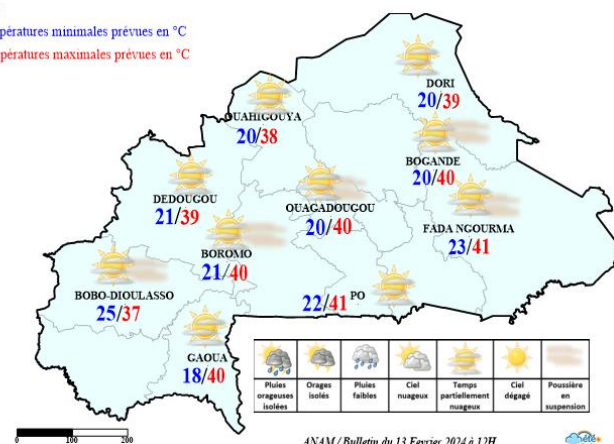 pératures minimales prévues en °C
pératures maximales prévues en °C
DORI
20/39
OUAHIGOUYA
20/38
BOGANDE
20/40
DEDOUGOU
21/39
OUAGADOUGOU
20/40
FADA NGOURMA
23/41
BOROMO
21/40
BOBO-DIOULASSO
25/37
22/41 PO
GAOUA
18/40
Pluies orageuses isolées
Orages isolés
Pluies faibles
Ciel nuageux
Temps partiellement nuageux
Ciel dégagé
Poussière en suspension
0 100 200
ANAM / Bulletin du 13 Fevrier 2024 à 12H